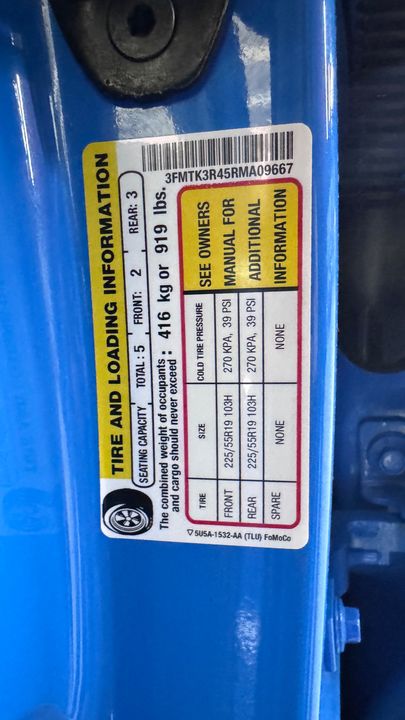 TIRE AND LOADING INFORMATION
SEATING CAPACITY TOTAL : 5 FRONT: 2 REAR: 3
The combined weight of occupants and cargo should never exceed : 416 kg or 919 lbs.
TIRE SIZE COLD TIRE PRESSURE
FRONT 225/55R19 103H 270 KPA, 39 PSI
REAR 225/55R19 103H 270 KPA, 39 PSI
SPARE NONE NONE
SEE OWNERS
MANUAL FOR
ADDITIONAL
INFORMATION
▽ 5U5A-1532-AA (TLU) FoMoCo
3FMTK3R45RMA09667